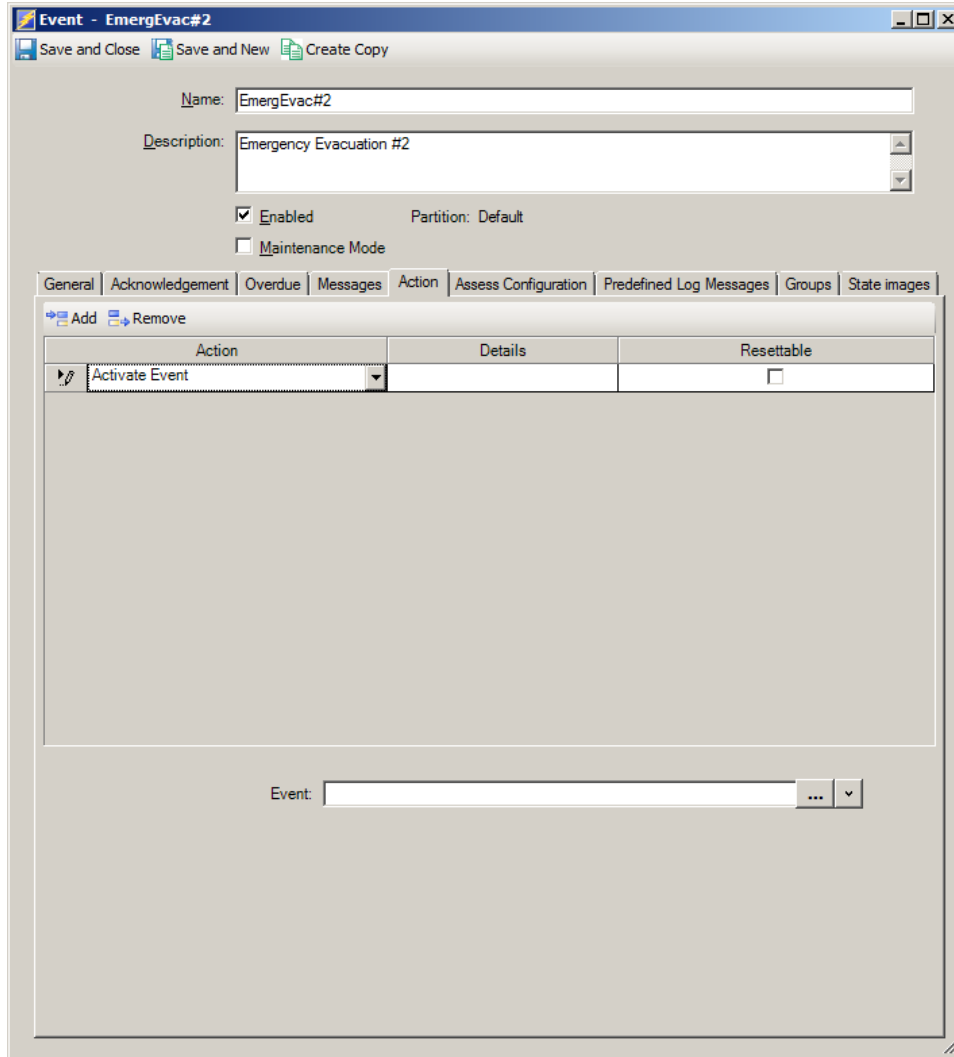 Event - EmergEvac#2
Save and Close Save and New Create Copy
Name: EmergEvac#2
Description: Emergency Evacuation #2
Enabled Partition: Default
Maintenance Mode
General Acknowledgement Overdue Messages Action Assess Configuration Predefined Log Messages Groups State images
Add Remove
Action Details Resettable
Activate Event
Event: ...